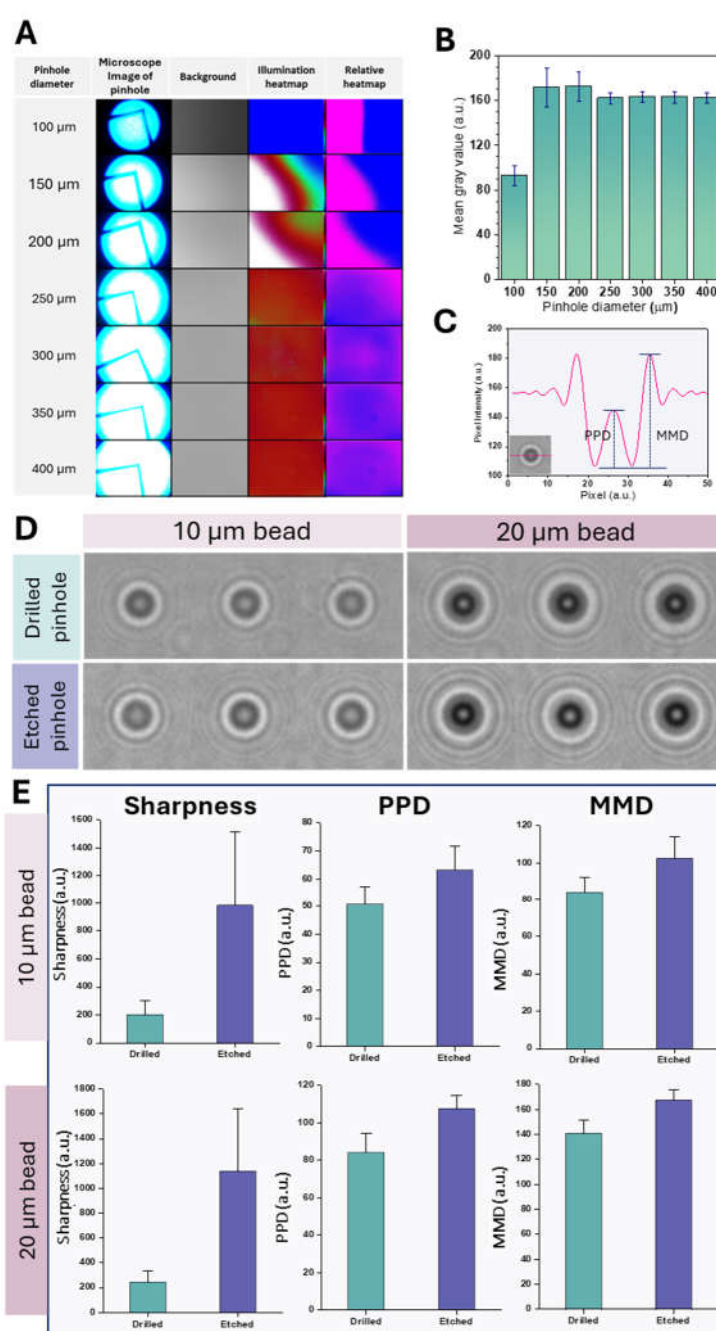 A
Pinhole diameter
Microscope Image of pinhole
Background
Illumination heatmap
Relative heatmap
100 µm
150 µm
200 µm
250 µm
300 µm
350 µm
400 µm
B
Mean gray value (a.u.)
200
160
120
80
40
0
100 150 200 250 300 350 400
Pinhole diameter (µm)
C
Pixel Intensity (a.u.)
200
180
160
140
120
100
PPD
MMD
0 10 20 30 40 50
Pixel (a.u.)
D
10 µm bead
20 µm bead
Drilled pinhole
Etched pinhole
E
10 µm bead
Sharpness
Sharpness (a.u.)
1600
1400
1200
1000
800
600
400
200
0
Drilled Etched
PPD
PPD (a.u.)
80
70
60
50
40
30
20
10
0
Drilled Etched
MMD
MMD (a.u.)
120
100
80
60
40
20
0
Drilled Etched
20 µm bead
Sharpness (a.u.)
1800
1600
1400
1200
1000
800
600
400
200
0
Drilled Etched
PPD (a.u.)
120
100
80
60
40
20
0
Drilled Etched
MMD (a.u.)
180
160
140
120
100
80
60
40
20
0
Drilled Etched